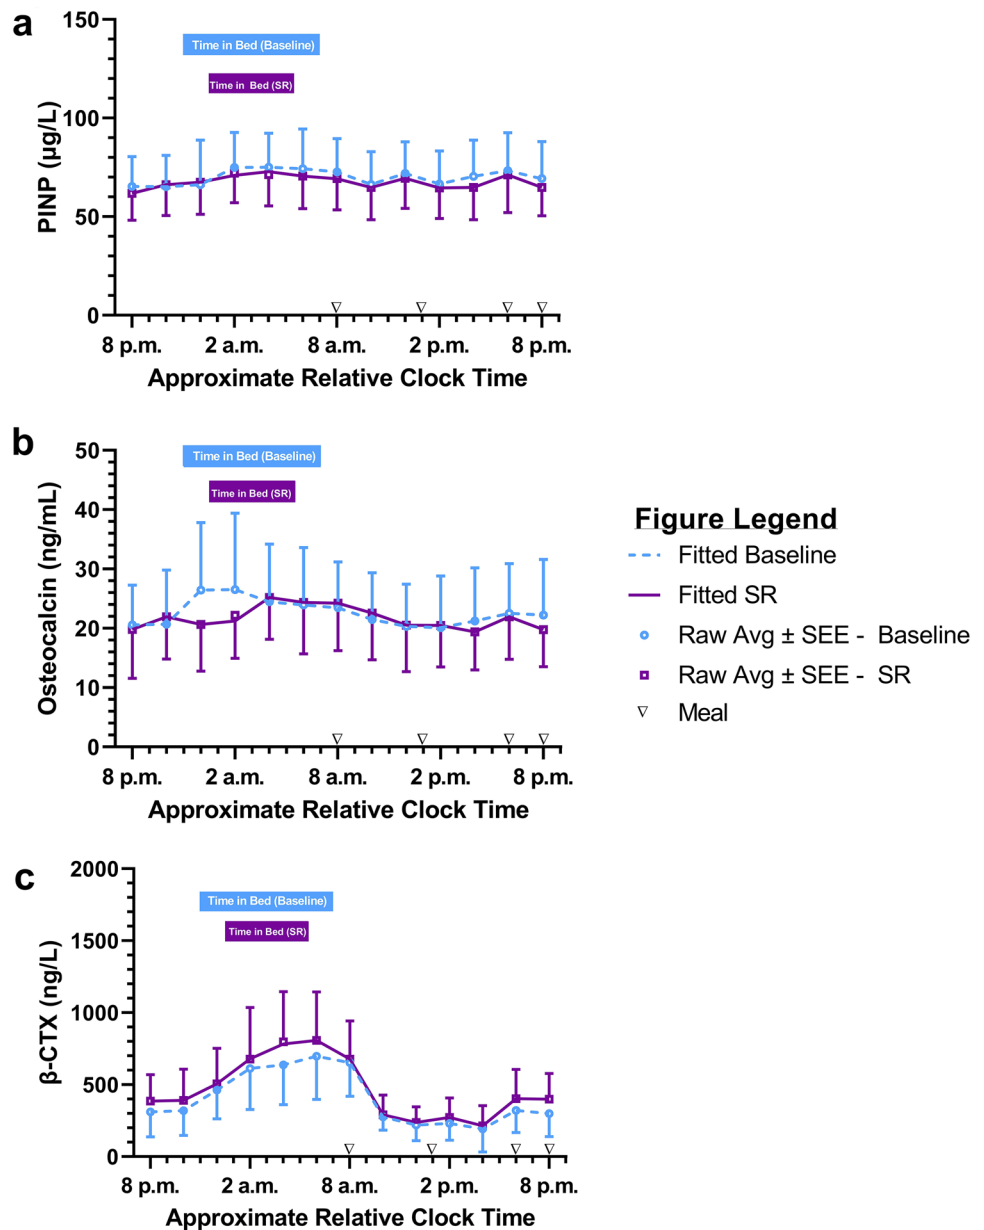 a
150
100
50
0
PINP (µg/L)
Time in Bed (Baseline)
Time in Bed (SR)
8 p.m. 2 a.m. 8 a.m. 2 p.m. 8 p.m.
Approximate Relative Clock Time
b
50
40
30
20
10
0
Osteocalcin (ng/mL)
Time in Bed (Baseline)
Time in Bed (SR)
8 p.m. 2 a.m. 8 a.m. 2 p.m. 8 p.m.
Approximate Relative Clock Time
Figure Legend
Fitted Baseline
Fitted SR
Raw Avg ± SEE - Baseline
Raw Avg ± SEE - SR
Meal
c
2000
1500
1000
500
0
β-CTX (ng/L)
Time in Bed (Baseline)
Time in Bed (SR)
8 p.m. 2 a.m. 8 a.m. 2 p.m. 8 p.m.
Approximate Relative Clock Time